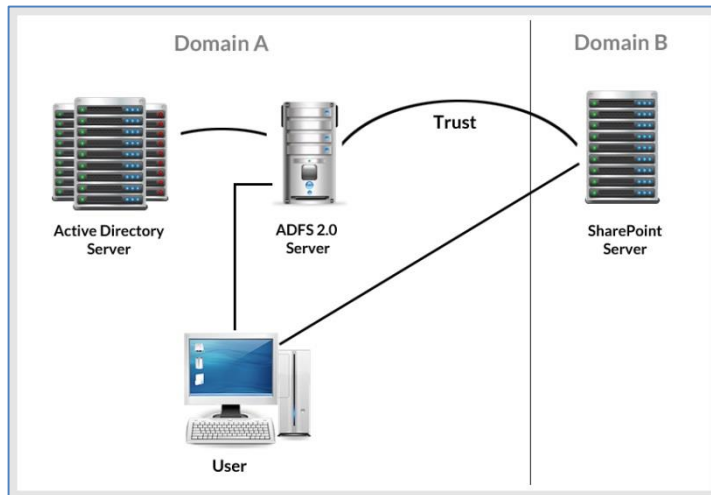 Domain A
Domain B
Trust
Active Directory
Server
ADFS 2.0
Server
SharePoint
Server
User